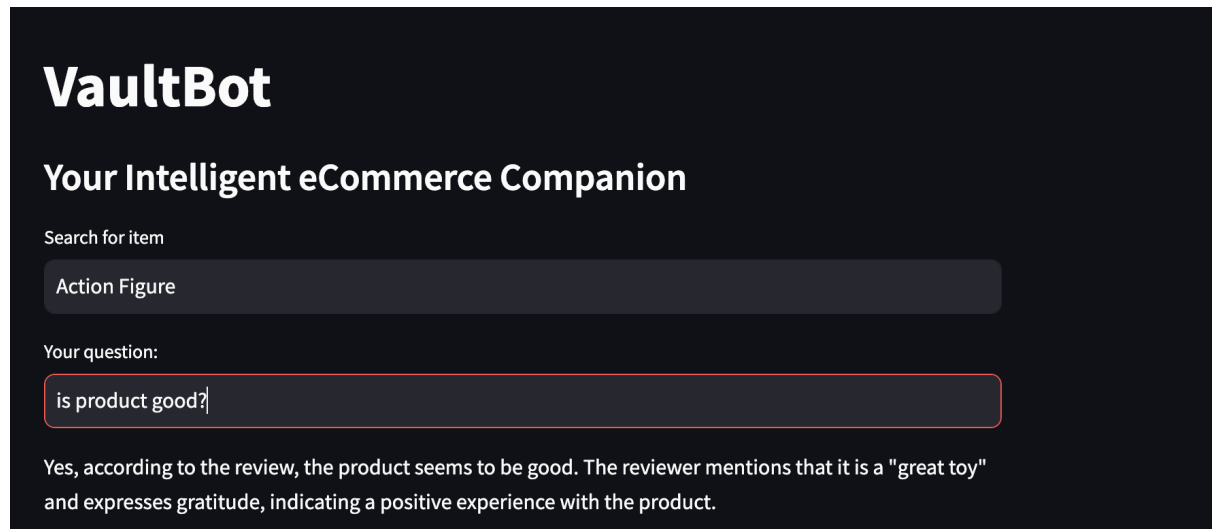 VaultBot
Your Intelligent eCommerce Companion
Search for item
Action Figure
Your question:
is product good?
Yes, according to the review, the product seems to be good. The reviewer mentions that it is a "great toy"
and expresses gratitude, indicating a positive experience with the product.